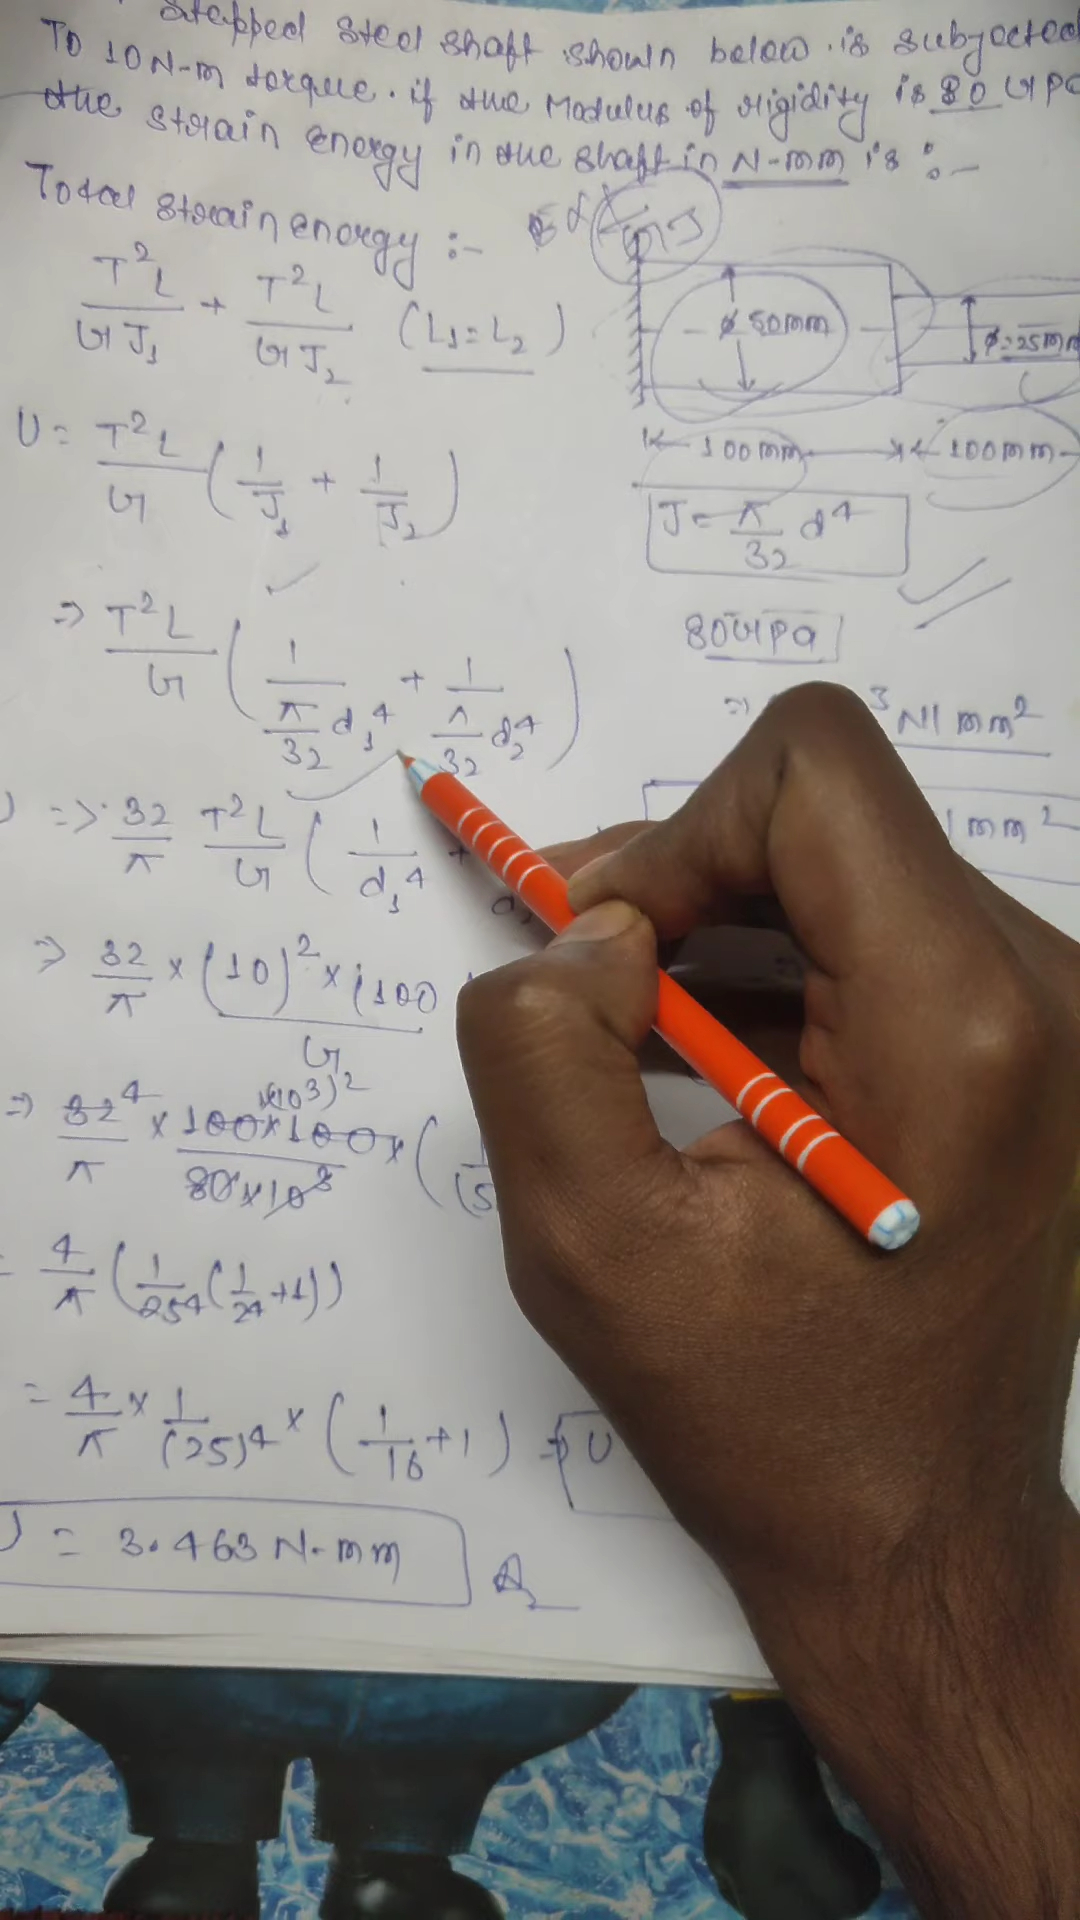 Stepped steel shaft shown below is subjected
To 10 N-m torque. if the Modulus of rigidity is 80 GPa
the strain energy in the shaft in N-mm is :-
Total strain energy :-
T²L/GJ₁ + T²L/GJ₂ (L₁=L₂)
ϕ 50mm
ϕ=25mm
100mm
100mm
U = T²L/G (1/J₁ + 1/J₂)
J = π/32 d⁴
⇒ T²L/G (1/(π/32 d₁⁴) + 1/(π/32 d₂⁴))
80GPa
⇒ ³ N/mm²
/mm²
⇒ 32/π T²L/G (1/d₁⁴ +
⇒ 32/π × (10)² × (100
G
⇒ 32⁴/π × 100×100×(10³)²/80×10³ × (
= 4/π (1/25⁴ (1/2⁴ +1))
= 4/π × 1/(25)⁴ × (1/16 +1) ⇒ U
U = 3.463 N-mm